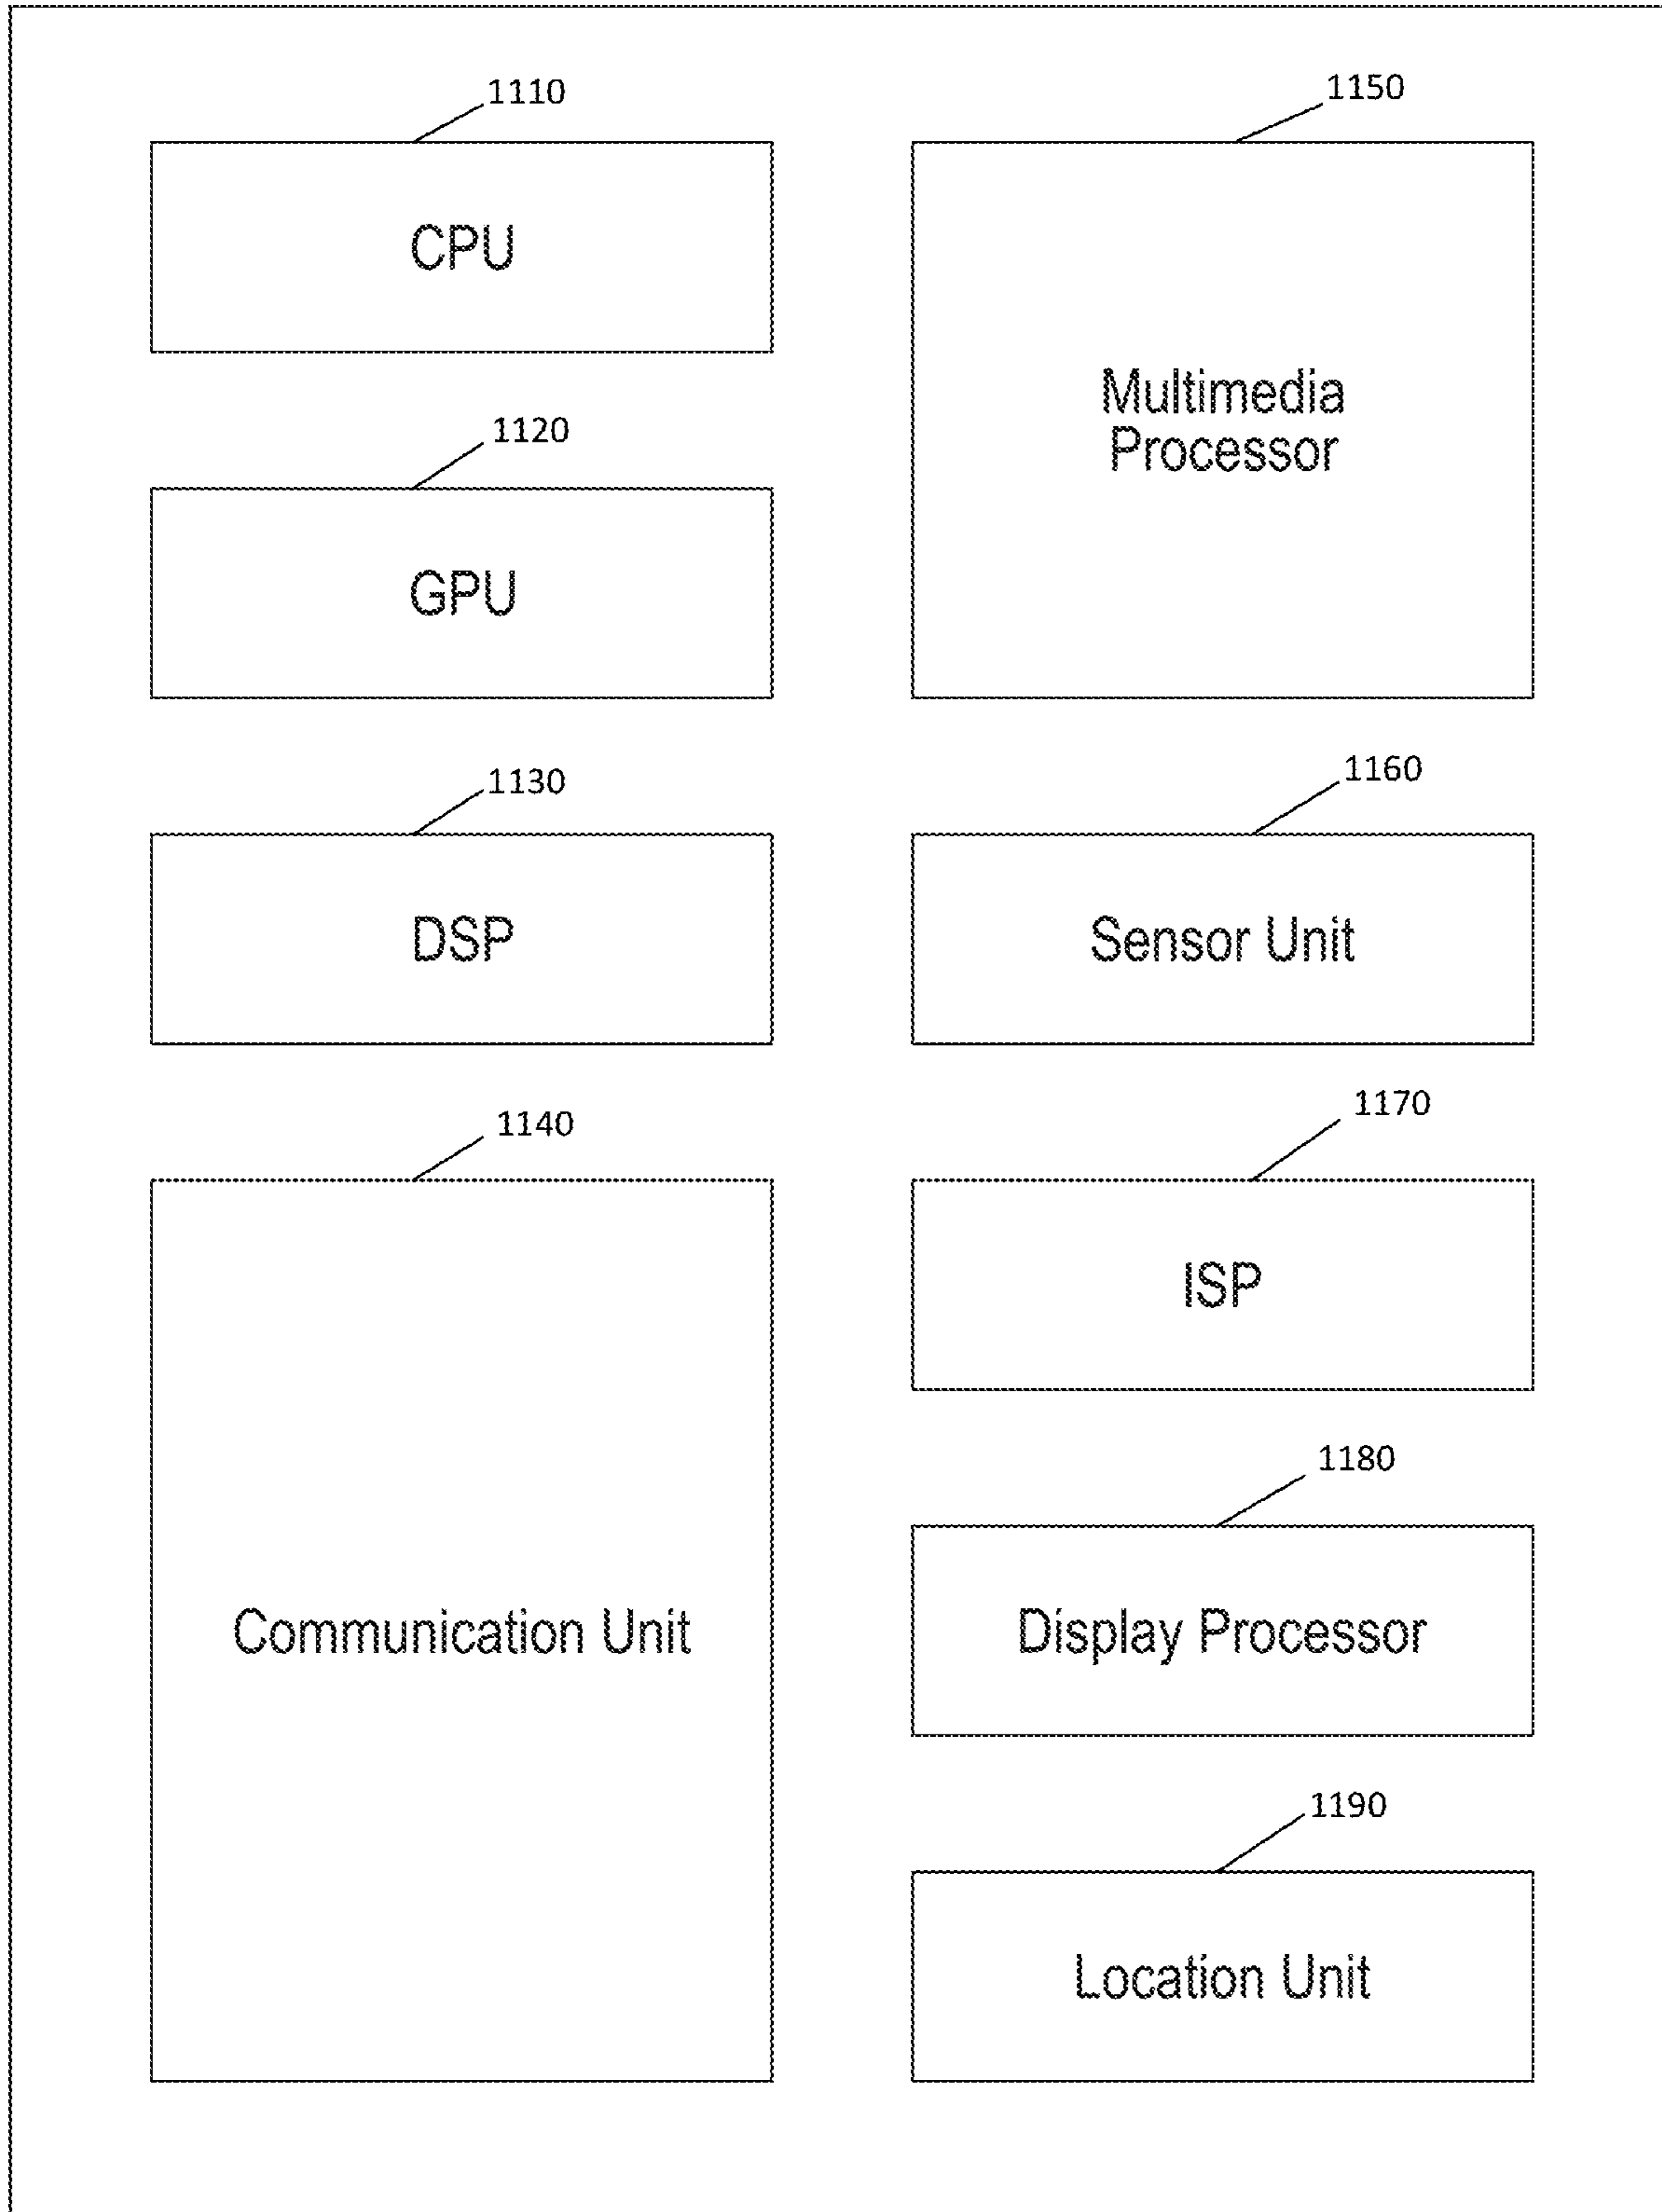 1110
CPU
1120
GPU
1130
DSP
1140
Communication Unit
1150
Multimedia
Processor
1160
Sensor Unit
1170
ISP
1180
Display Processor
1190
Location Unit